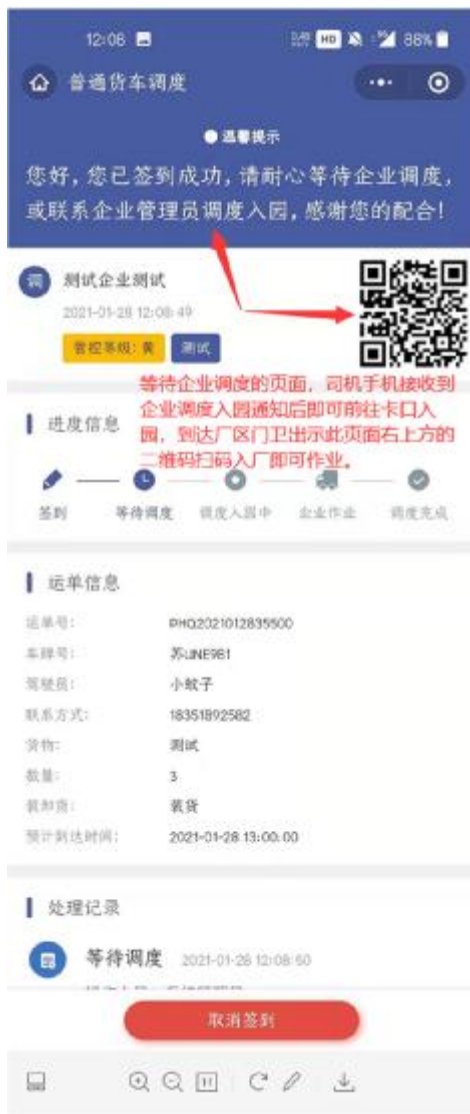 12:08
HD
88%
普通货车调度
温馨提示
您好,您已签到成功,请耐心等待企业调度,
或联系企业管理员调度入园,感谢您的配合!
调
测试企业测试
2021-01-28 12:08:49
管控等级:黄
测试
等待企业调度的页面,司机手机接收到
企业调度入园通知后即可前往卡口入
园,到达厂区门卫出示此页面右上方的
二维码扫码入厂即可作业。
进度信息
签到
等待调度
调度入园中
企业作业
调度完成
运单信息
运单号:
PHQ2021012835500
车牌号:
苏UNE981
驾驶员:
小蚊子
联系方式:
18351892582
货物:
测试
数量:
3
装卸货:
装货
预计到达时间:
2021-01-28 13:00:00
处理记录
等待调度
2021-01-28 12:08:50
取消签到